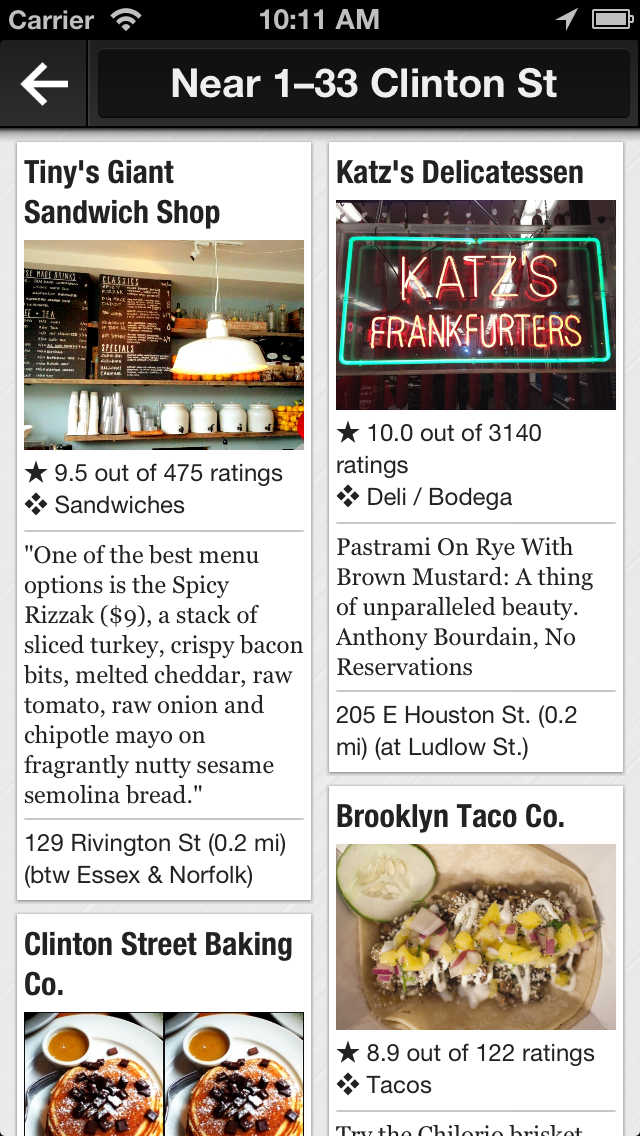 Carrier 10:11 AM
Near 1–33 Clinton St
Tiny's Giant
Sandwich Shop
CLASSICS
SPECIALS
★ 9.5 out of 475 ratings
❖ Sandwiches
"One of the best menu
options is the Spicy
Rizzak ($9), a stack of
sliced turkey, crispy bacon
bits, melted cheddar, raw
tomato, raw onion and
chipotle mayo on
fragrantly nutty sesame
semolina bread."
129 Rivington St (0.2 mi)
(btw Essex & Norfolk)
Clinton Street Baking
Co.
Katz's Delicatessen
KATZ'S
FRANKFURTERS
★ 10.0 out of 3140
ratings
❖ Deli / Bodega
Pastrami On Rye With
Brown Mustard: A thing
of unparalleled beauty.
Anthony Bourdain, No
Reservations
205 E Houston St. (0.2
mi) (at Ludlow St.)
Brooklyn Taco Co.
★ 8.9 out of 122 ratings
❖ Tacos
Try the Chilorio brisket